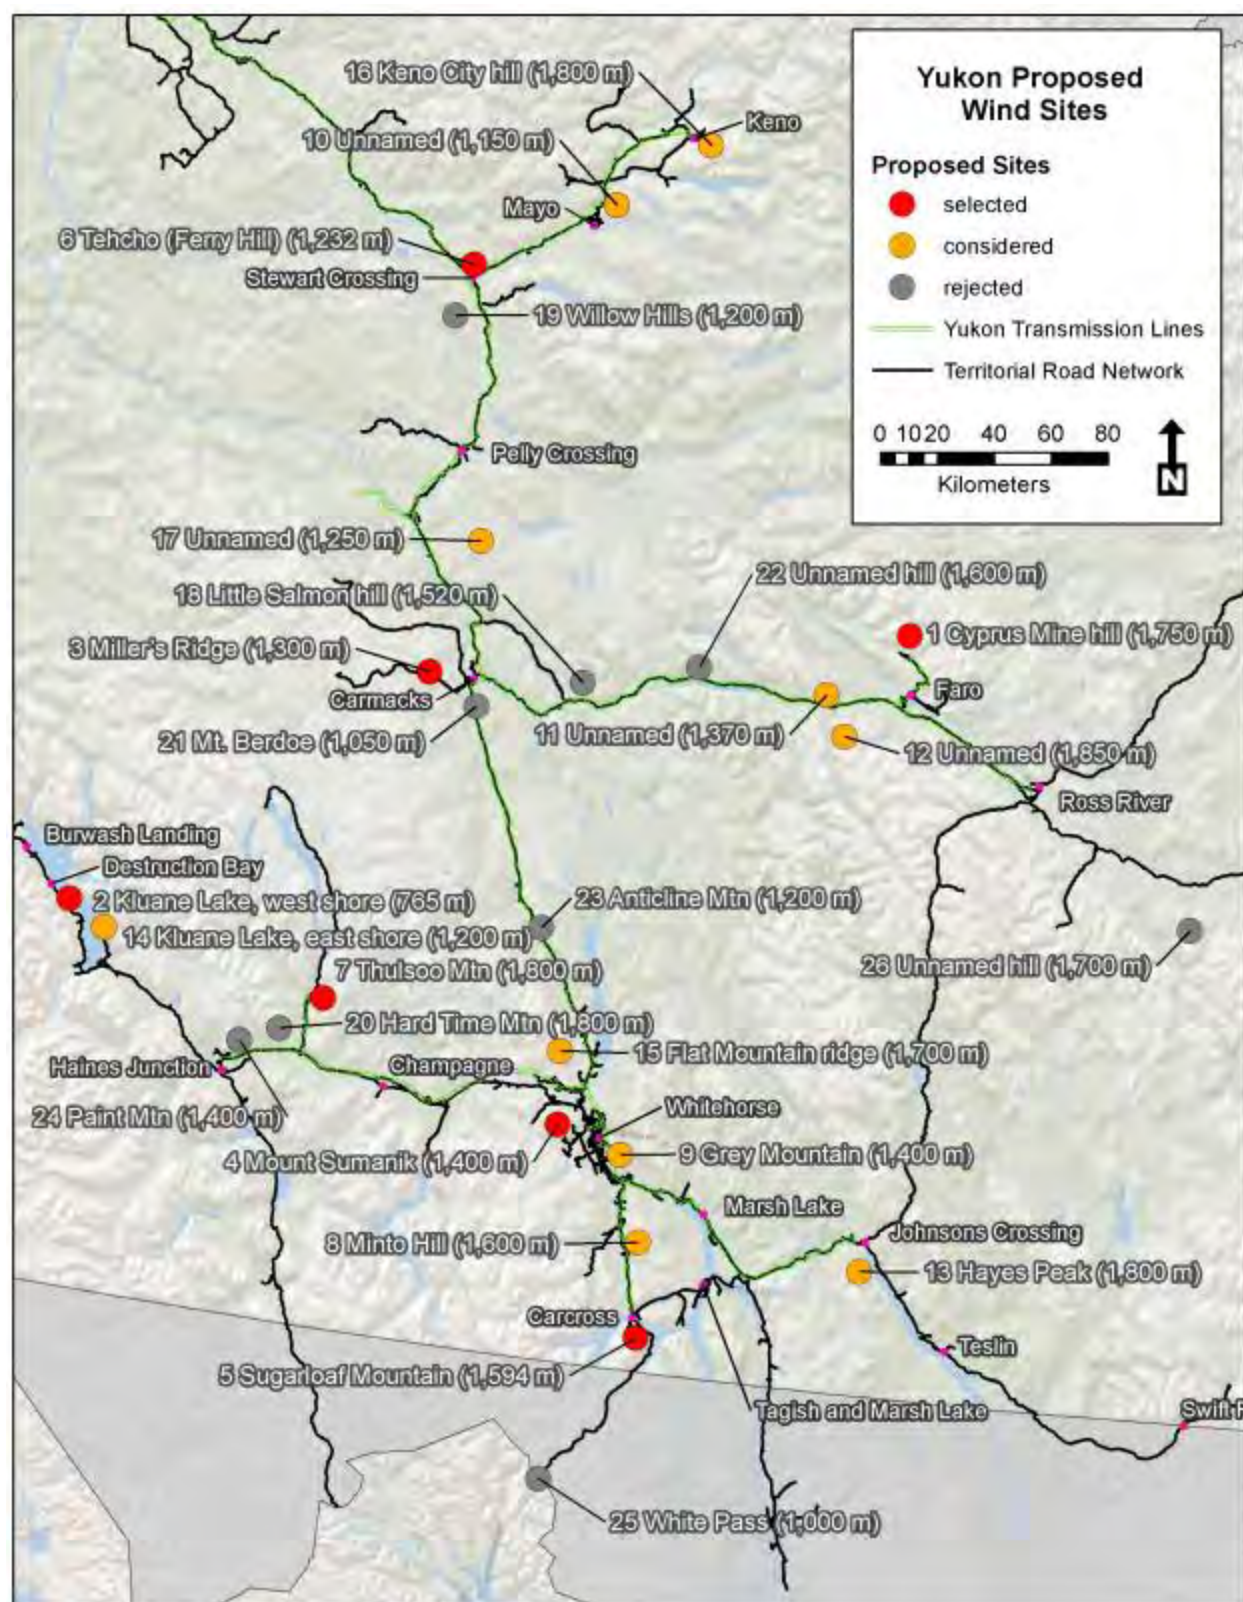 Yukon Proposed
Wind Sites
Proposed Sites
selected
considered
rejected
Yukon Transmission Lines
Territorial Road Network
0 10 20 40 60 80
Kilometers
N
16 Keno City hill (1,800 m)
Keno
10 Unnamed (1,150 m)
Mayo
6 Tehcho (Ferry Hill) (1,232 m)
Stewart Crossing
19 Willow Hills (1,200 m)
Pelly Crossing
17 Unnamed (1,250 m)
22 Unnamed hill (1,600 m)
18 Little Salmon hill (1,520 m)
1 Cyprus Mine hill (1,750 m)
3 Miller's Ridge (1,300 m)
Carmacks
Faro
21 Mt. Berdoe (1,050 m)
11 Unnamed (1,370 m)
12 Unnamed (1,850 m)
Ross River
Burwash Landing
Destruction Bay
2 Kluane Lake, west shore (765 m)
23 Anticline Mtn (1,200 m)
14 Kluane Lake, east shore (1,200 m)
26 Unnamed hill (1,700 m)
7 Thulsoo Mtn (1,800 m)
20 Hard Time Mtn (1,800 m)
15 Flat Mountain ridge (1,700 m)
Haines Junction
Champagne
24 Paint Mtn (1,400 m)
Whitehorse
4 Mount Sumanik (1,400 m)
9 Grey Mountain (1,400 m)
Marsh Lake
8 Minto Hill (1,600 m)
Johnsons Crossing
13 Hayes Peak (1,800 m)
Carcross
Teslin
5 Sugarloaf Mountain (1,594 m)
Tagish and Marsh Lake
Swift R
25 White Pass (1,000 m)